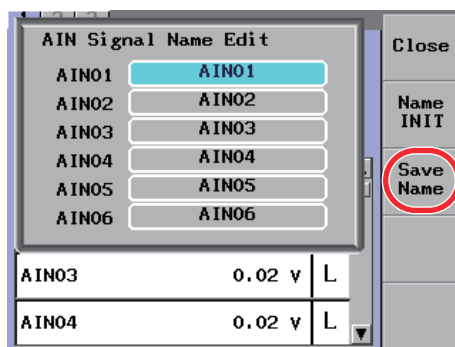 AIN Signal Name Edit
AIN01 AIN01
AIN02 AIN02
AIN03 AIN03
AIN04 AIN04
AIN05 AIN05
AIN06 AIN06
AIN03 0.02 v L
AIN04 0.02 v L
Close
Name
INIT
Save
Name